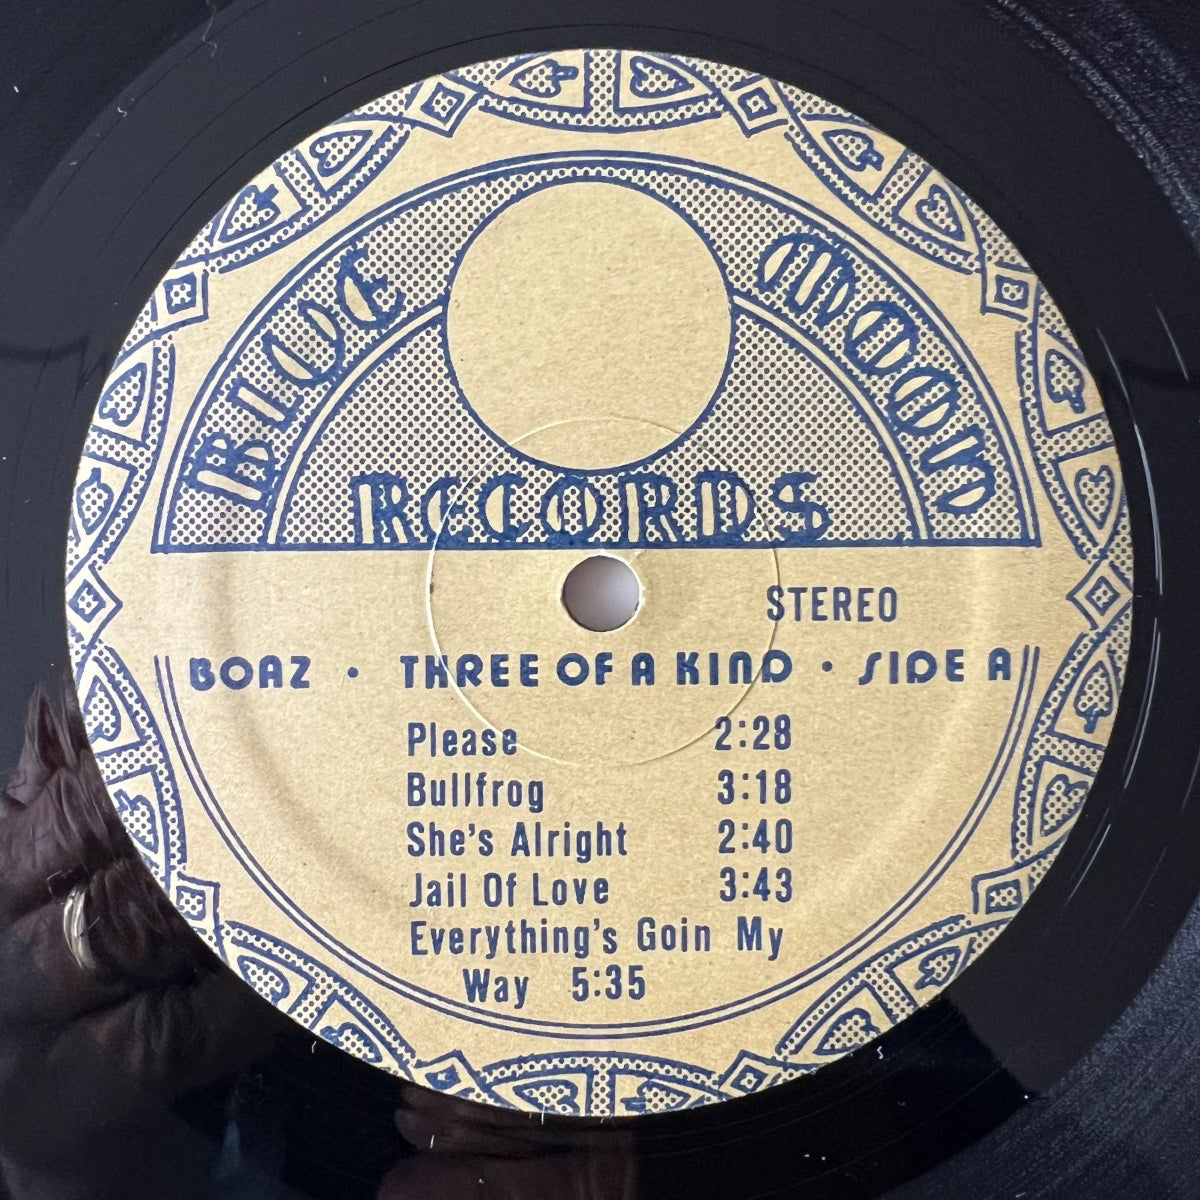 BLUE MOON
RECORDS
STEREO
BOAZ · THREE OF A KIND · SIDE A
Please 2:28
Bullfrog 3:18
She's Alright 2:40
Jail Of Love 3:43
Everything's Goin My
Way 5:35